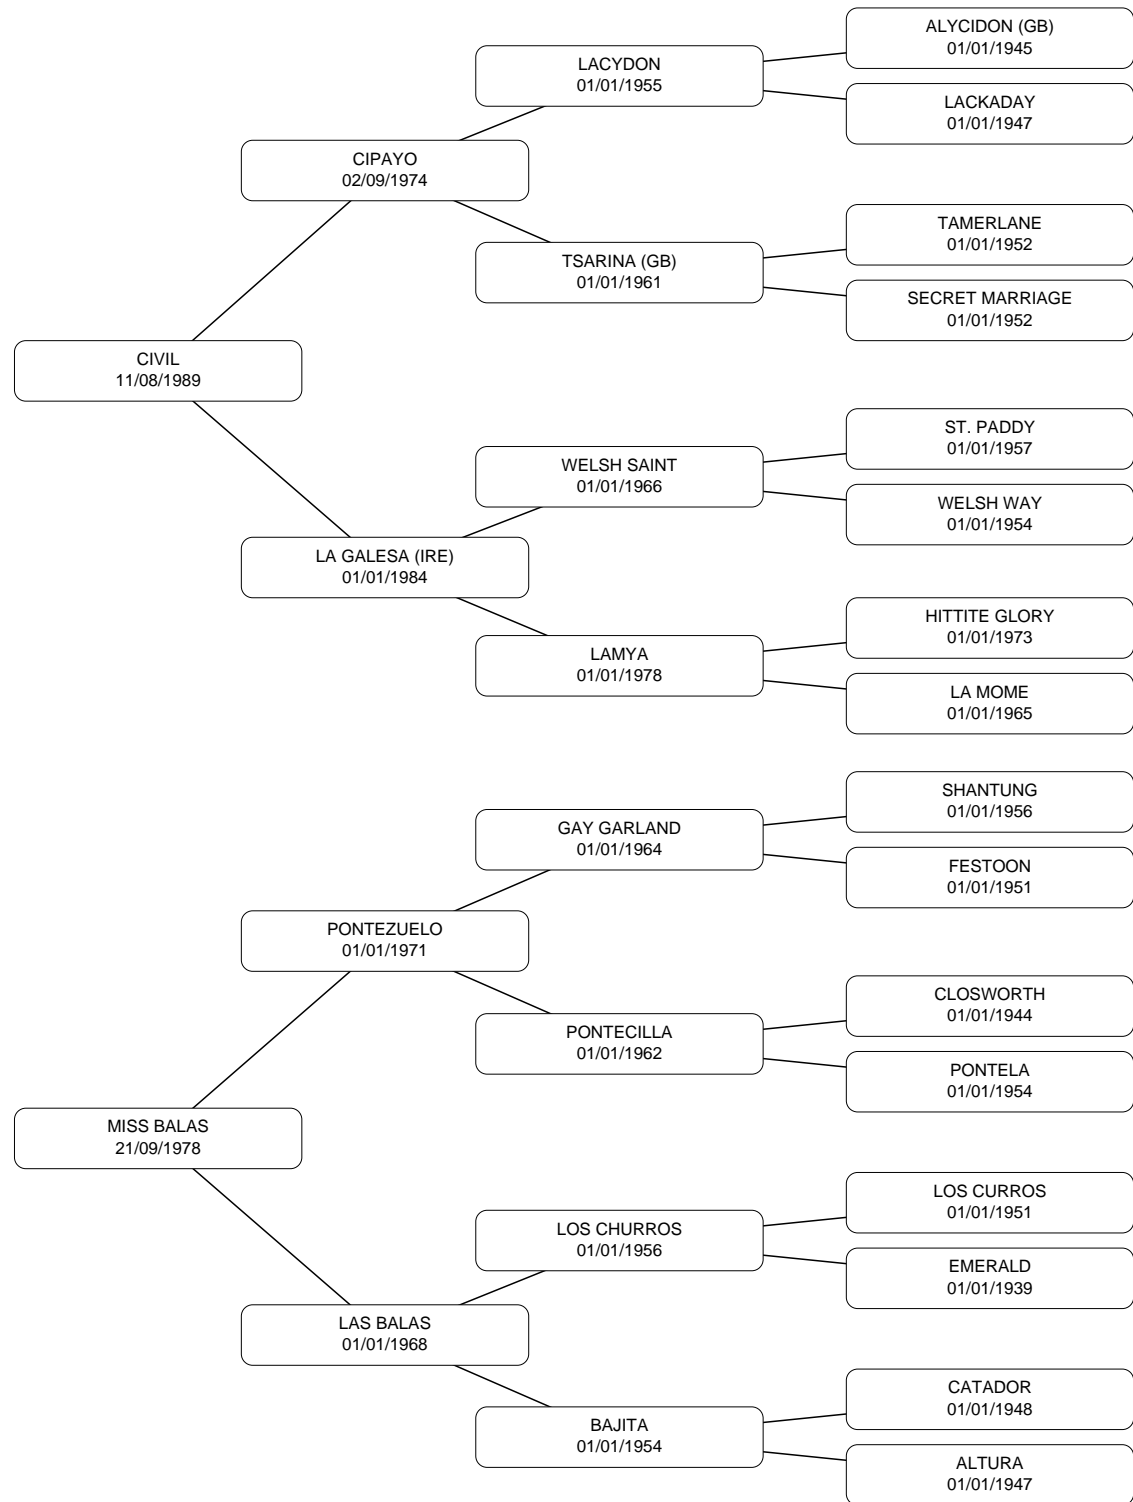 ALYCIDON (GB)
01/01/1945
LACYDON
01/01/1955
LACKADAY
01/01/1947
CIPAYO
02/09/1974
TAMERLANE
01/01/1952
TSARINA (GB)
01/01/1961
SECRET MARRIAGE
01/01/1952
CIVIL
11/08/1989
ST. PADDY
01/01/1957
WELSH SAINT
01/01/1966
WELSH WAY
01/01/1954
LA GALESA (IRE)
01/01/1984
HITTITE GLORY
01/01/1973
LAMYA
01/01/1978
LA MOME
01/01/1965
SHANTUNG
01/01/1956
GAY GARLAND
01/01/1964
FESTOON
01/01/1951
PONTEZUELO
01/01/1971
CLOSWORTH
01/01/1944
PONTECILLA
01/01/1962
PONTELA
01/01/1954
MISS BALAS
21/09/1978
LOS CURROS
01/01/1951
LOS CHURROS
01/01/1956
EMERALD
01/01/1939
LAS BALAS
01/01/1968
CATADOR
01/01/1948
BAJITA
01/01/1954
ALTURA
01/01/1947